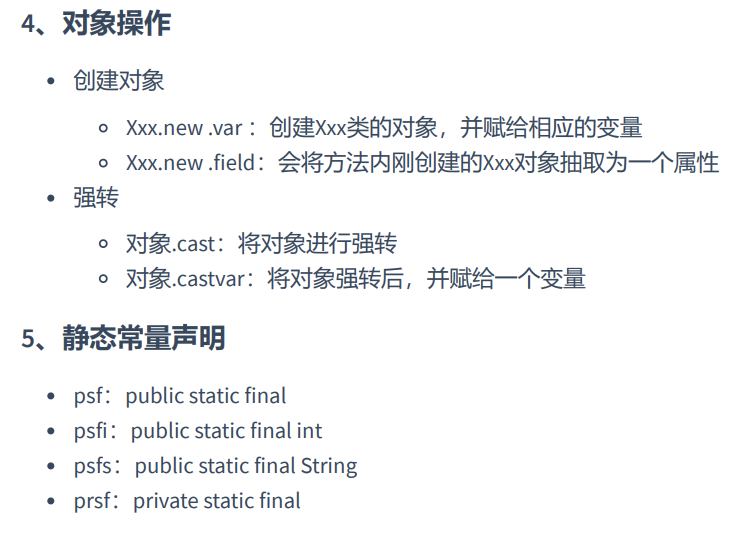 4、对象操作
创建对象
Xxx.new .var ：创建Xxx类的对象，并赋给相应的变量
Xxx.new .field：会将方法内刚创建的Xxx对象抽取为一个属性
强转
对象.cast：将对象进行强转
对象.castvar：将对象强转后，并赋给一个变量
5、静态常量声明
psf：public static final
psfi：public static final int
psfs：public static final String
prsf：private static final